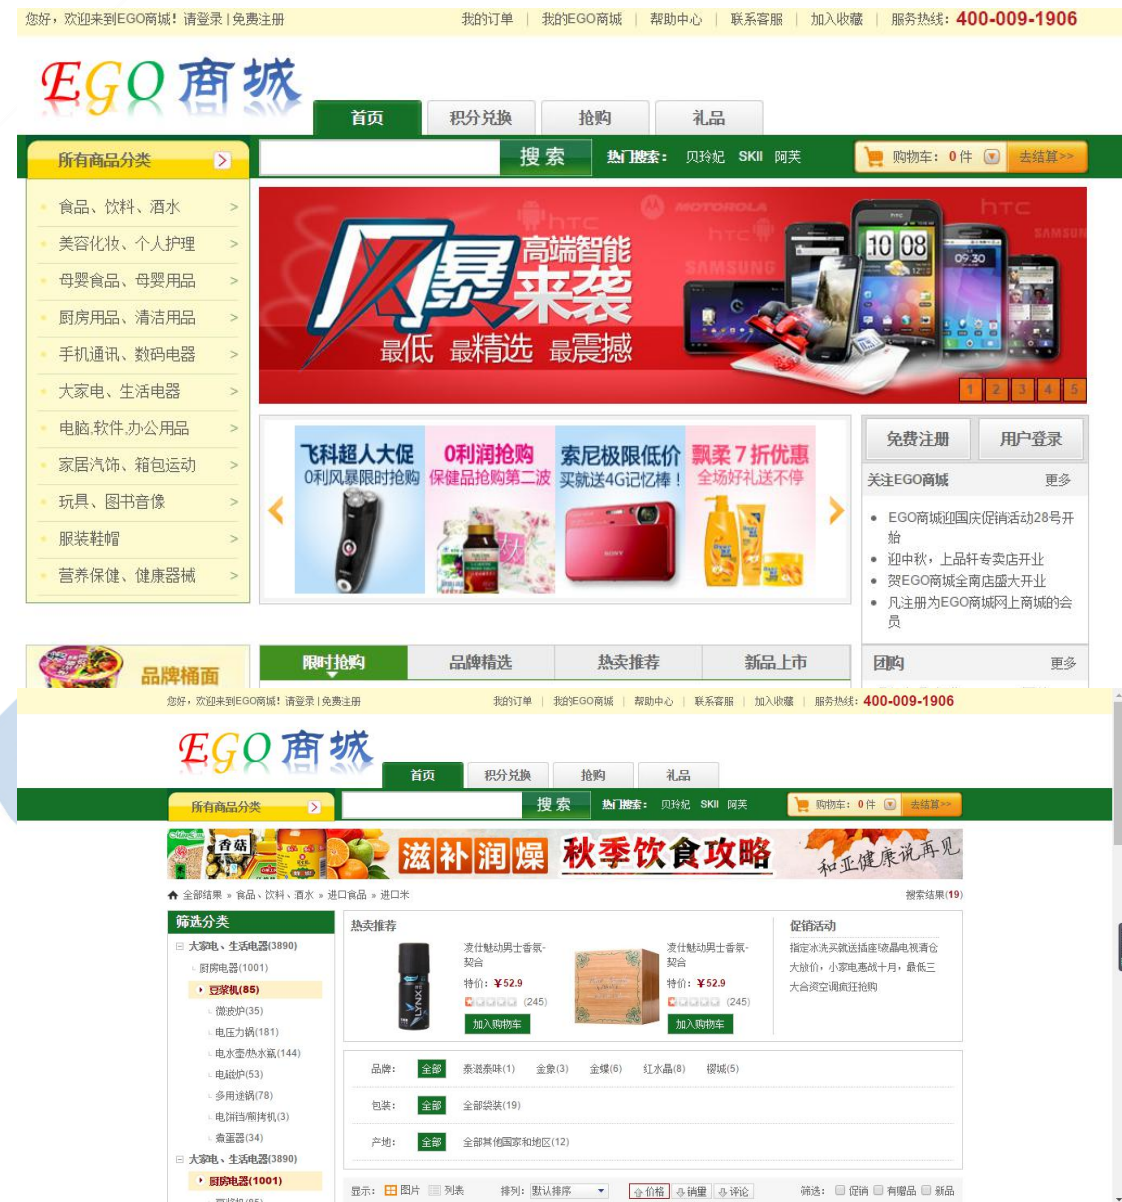 您好，欢迎来到EGO商城！请登录 | 免费注册
我的订单 | 我的EGO商城 | 帮助中心 | 联系客服 | 加入收藏 | 服务热线：400-009-1906
EGO 商城
首页 积分兑换 抢购 礼品
所有商品分类
搜 索
热门搜索： 贝玲妃 SKII 阿芙
购物车：0 件 去结算>>
食品、饮料、酒水 >
美容化妆、个人护理 >
母婴食品、母婴用品 >
厨房用品、清洁用品 >
手机通讯、数码电器 >
大家电、生活电器 >
电脑,软件,办公用品 >
家居汽饰、箱包运动 >
玩具、图书音像 >
服装鞋帽 >
营养保健、健康器械 >
风暴
高端智能
来袭
最低 最精选 最震撼
hTC
MOTOROLA
hTC
SAMSUNG
hTC
SAMSUN
10 08
09:30
1 2 3 4 5
飞科超人大促
0利风暴限时抢购
0利润抢购
保健品抢购第二波
索尼极限低价
买就送4G记忆棒！
SONY
飘柔７折优惠
全场好礼送不停
免费注册 用户登录
关注EGO商城 更多
EGO商城迎国庆促销活动28号开
始
迎中秋，上品轩专卖店开业
贺EGO商城全南店盛大开业
凡注册为EGO商城网上商城的会
员
品牌桶面
限时抢购 品牌精选 热卖推荐 新品上市
团购 更多
您好，欢迎来到EGO商城！请登录 | 免费注册
我的订单 | 我的EGO商城 | 帮助中心 | 联系客服 | 加入收藏 | 服务热线：400-009-1906
EGO 商城
首页 积分兑换 抢购 礼品
所有商品分类
搜 索
热门搜索： 贝玲妃 SKII 阿芙
购物车：0 件 去结算>>
香菇
滋补润燥 秋季饮食攻略
和亚健康说再见
全部结果 » 食品、饮料、酒水 » 进口食品 » 进口米
搜索结果(19)
筛选分类
大家电、生活电器(3890)
厨房电器(1001)
豆浆机(85)
微波炉(35)
电压力锅(181)
电水壶/热水瓶(144)
电磁炉(53)
多用途锅(78)
电饼铛/煎烤机(3)
煮蛋器(34)
大家电、生活电器(3890)
厨房电器(1001)
热卖推荐
LYNX
凌仕魅动男士香氛-
契合
特价：￥52.9
(245)
加入购物车
凌仕魅动男士香氛-
契合
特价：￥52.9
(245)
加入购物车
促销活动
指定冰洗买就送插座!液晶电视清仓
大放价，小家电惠战十月，最低三
大合资空调疯狂抢购
品牌： 全部 泰滋泰味(1) 金象(3) 金蝶(6) 红水晶(8) 樱城(5)
包装： 全部 全部袋装(19)
产地： 全部 全部其他国家和地区(12)
显示： 图片 列表 排列：默认排序 价格 销量 评论 筛选： 促销 有赠品 新品